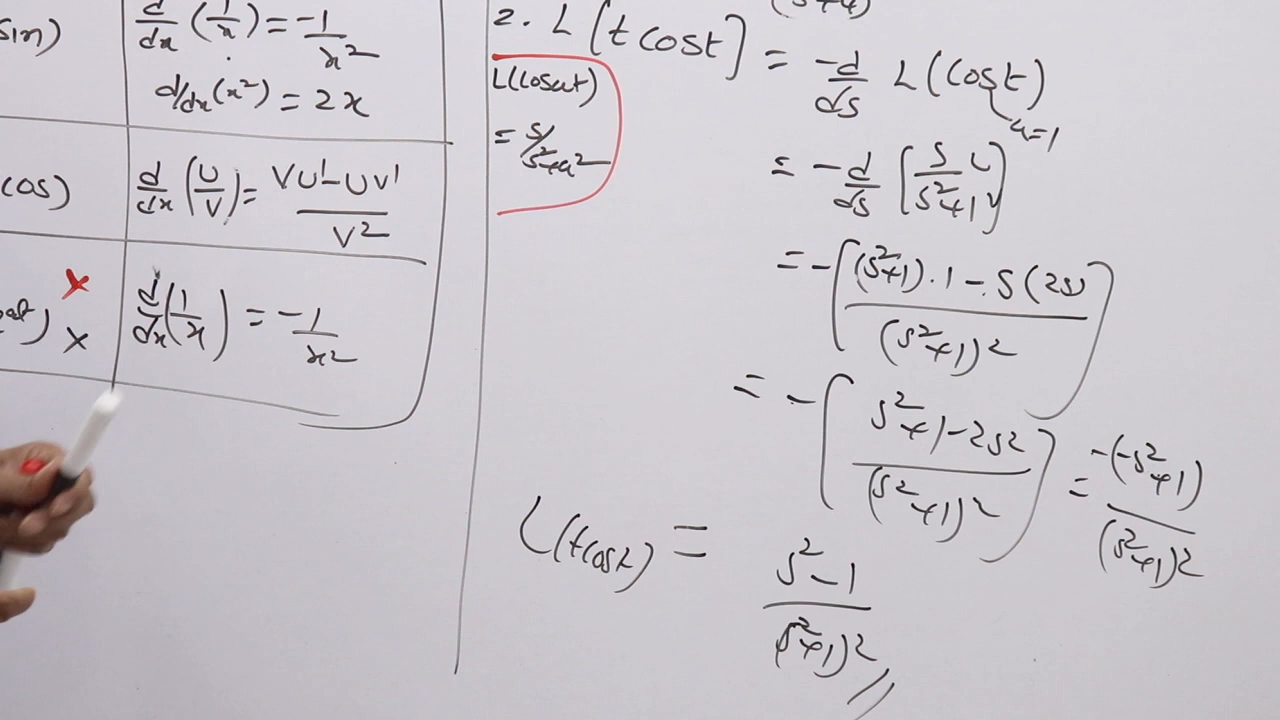 sin)
d/dx (1/x) = -1/x²
d/dx(x²) = 2x
cos)
d/dx (U/V) = VU' - UV' / V²
× ×
d/dx (1/x) = -1/x²
2. L[t cost] = -d/ds L(cost)
a=1
L(cosat) = s/s²+a²
= -d/ds [s/s²+1]
= -[(s²+1).1 - s(2s) / (s²+1)²]
= -[s²+1-2s² / (s²+1)²] = -(-s²+1) / (s²+1)²
L(tcost) = s²-1 / (s²+1)² //